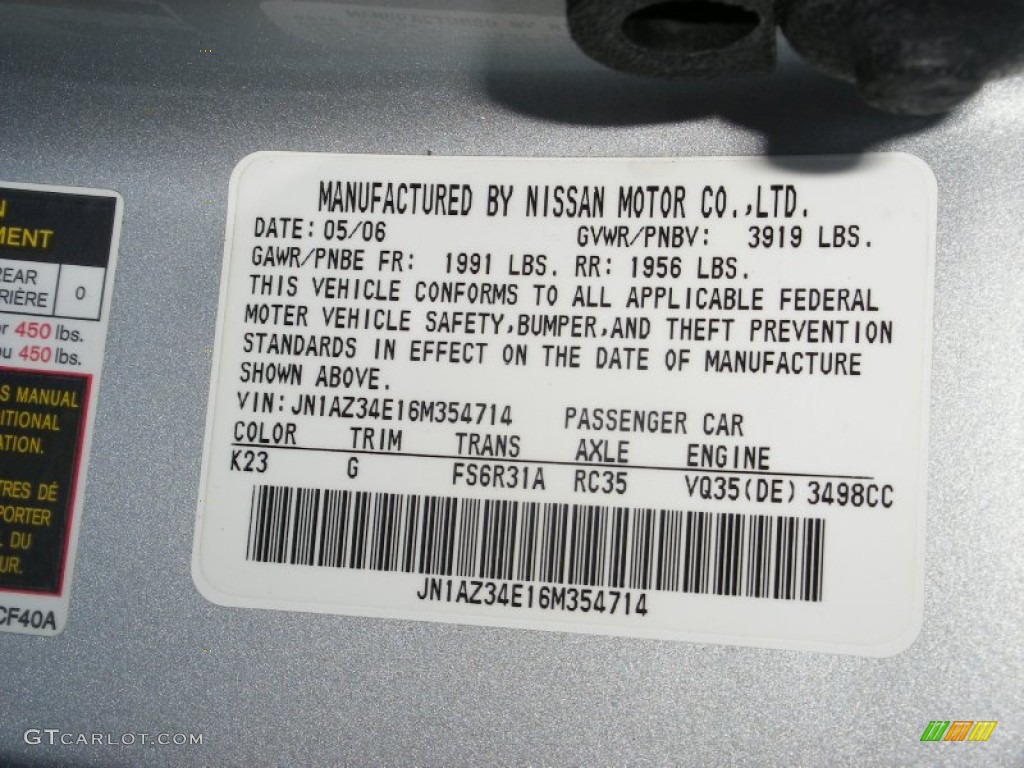 MANUFACTURED BY NISSAN MOTOR CO.,LTD.
DATE: 05/06 GVWR/PNBV: 3919 LBS.
GAWR/PNBE FR: 1991 LBS. RR: 1956 LBS.
THIS VEHICLE CONFORMS TO ALL APPLICABLE FEDERAL
MOTER VEHICLE SAFETY,BUMPER,AND THEFT PREVENTION
STANDARDS IN EFFECT ON THE DATE OF MANUFACTURE
SHOWN ABOVE.
VIN: JN1AZ34E16M354714 PASSENGER CAR
COLOR TRIM TRANS AXLE ENGINE
K23 G FS6R31A RC35 VQ35(DE) 3498CC
JN1AZ34E16M354714
MENT
REAR 0
RIÈRE
or 450 lbs.
ou 450 lbs.
S MANUAL
ITIONAL
ATION.
TRES DÉ
PORTER
L DU
UR.
CF40A
GTCARLOT.COM